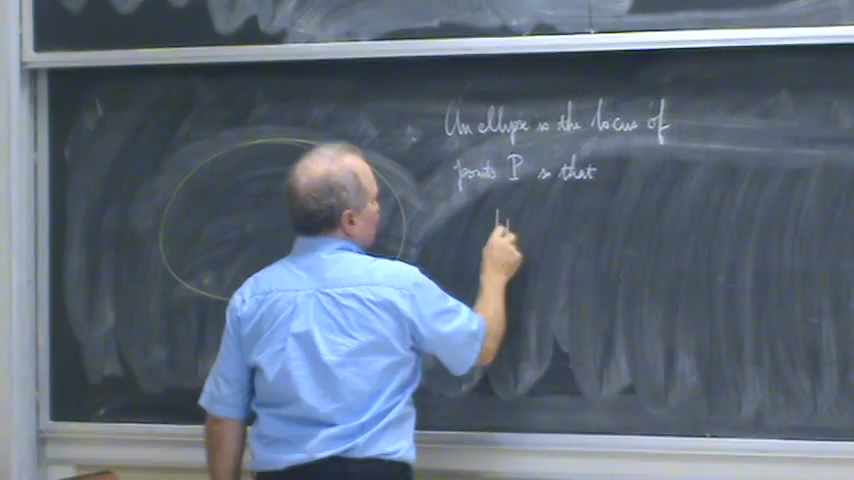 An ellipse is the locus of
points P so that